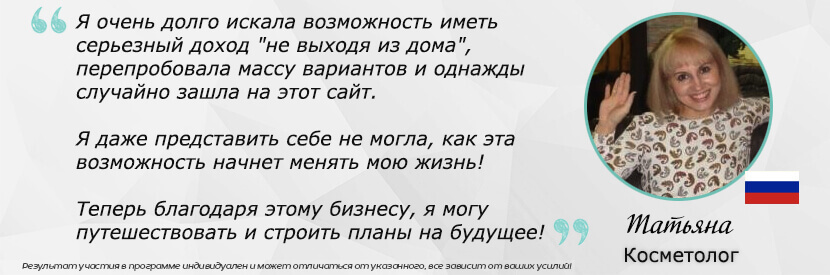 Я очень долго искала возможность иметь
серьезный доход "не выходя из дома",
перепробовала массу вариантов и однажды
случайно зашла на этот сайт.
Я даже представить себе не могла, как эта
возможность начнет менять мою жизнь!
Теперь благодаря этому бизнесу, я могу
путешествовать и строить планы на будущее!
Татьяна
Косметолог
Результат участия в программе индивидуален и может отличаться от указанного, все зависит от ваших усилий!